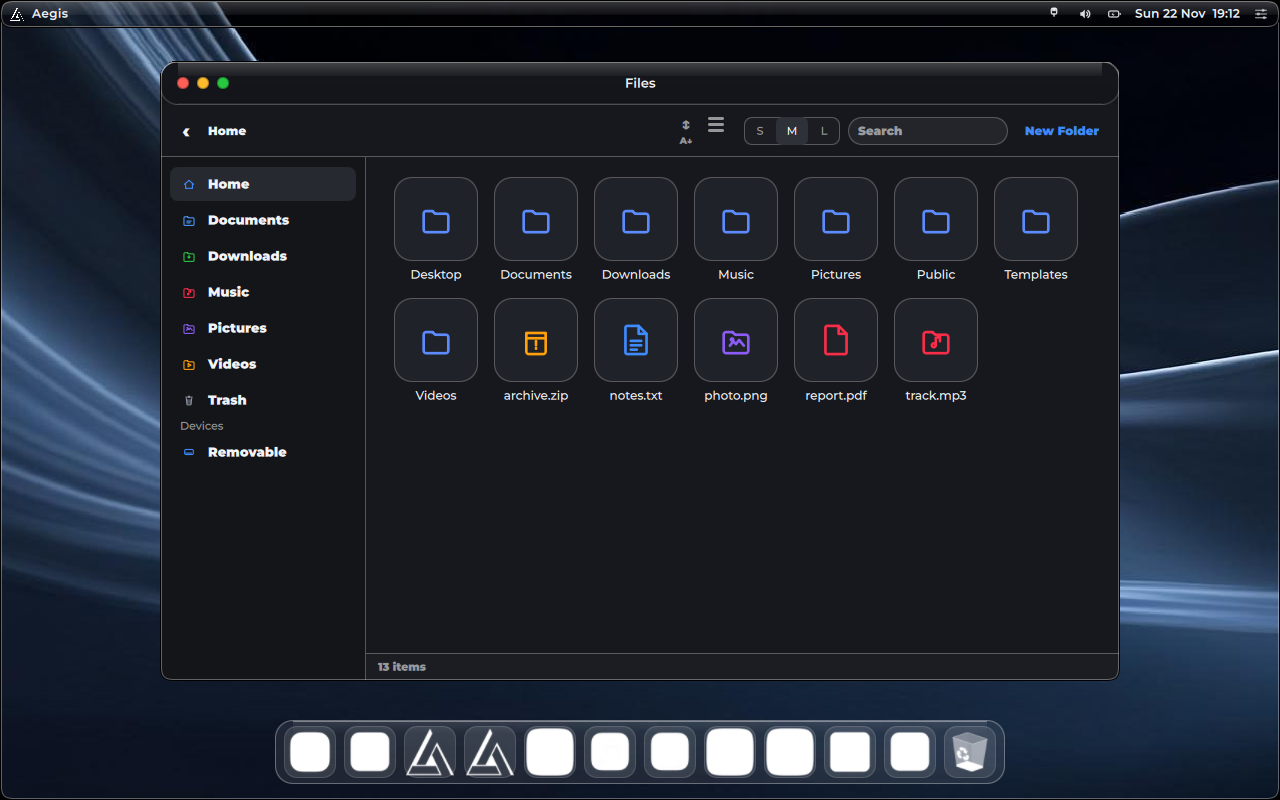 Aegis
Sun 22 Nov 19:12
Files
Home
A
S M L
Search
New Folder
Home
Documents
Downloads
Music
Pictures
Videos
Trash
Devices
Removable
Desktop Documents Downloads Music Pictures Public Templates
Videos archive.zip notes.txt photo.png report.pdf track.mp3
13 items